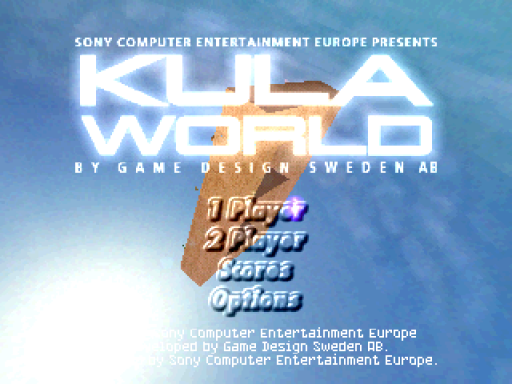 SONY COMPUTER ENTERTAINMENT EUROPE PRESENTS
KULA
WORLD
BY GAME DESIGN SWEDEN AB
1 Player
2 Player
Scores
Options
Sony Computer Entertainment Europe
by Game Design Sweden AB.
by Sony Computer Entertainment Europe.